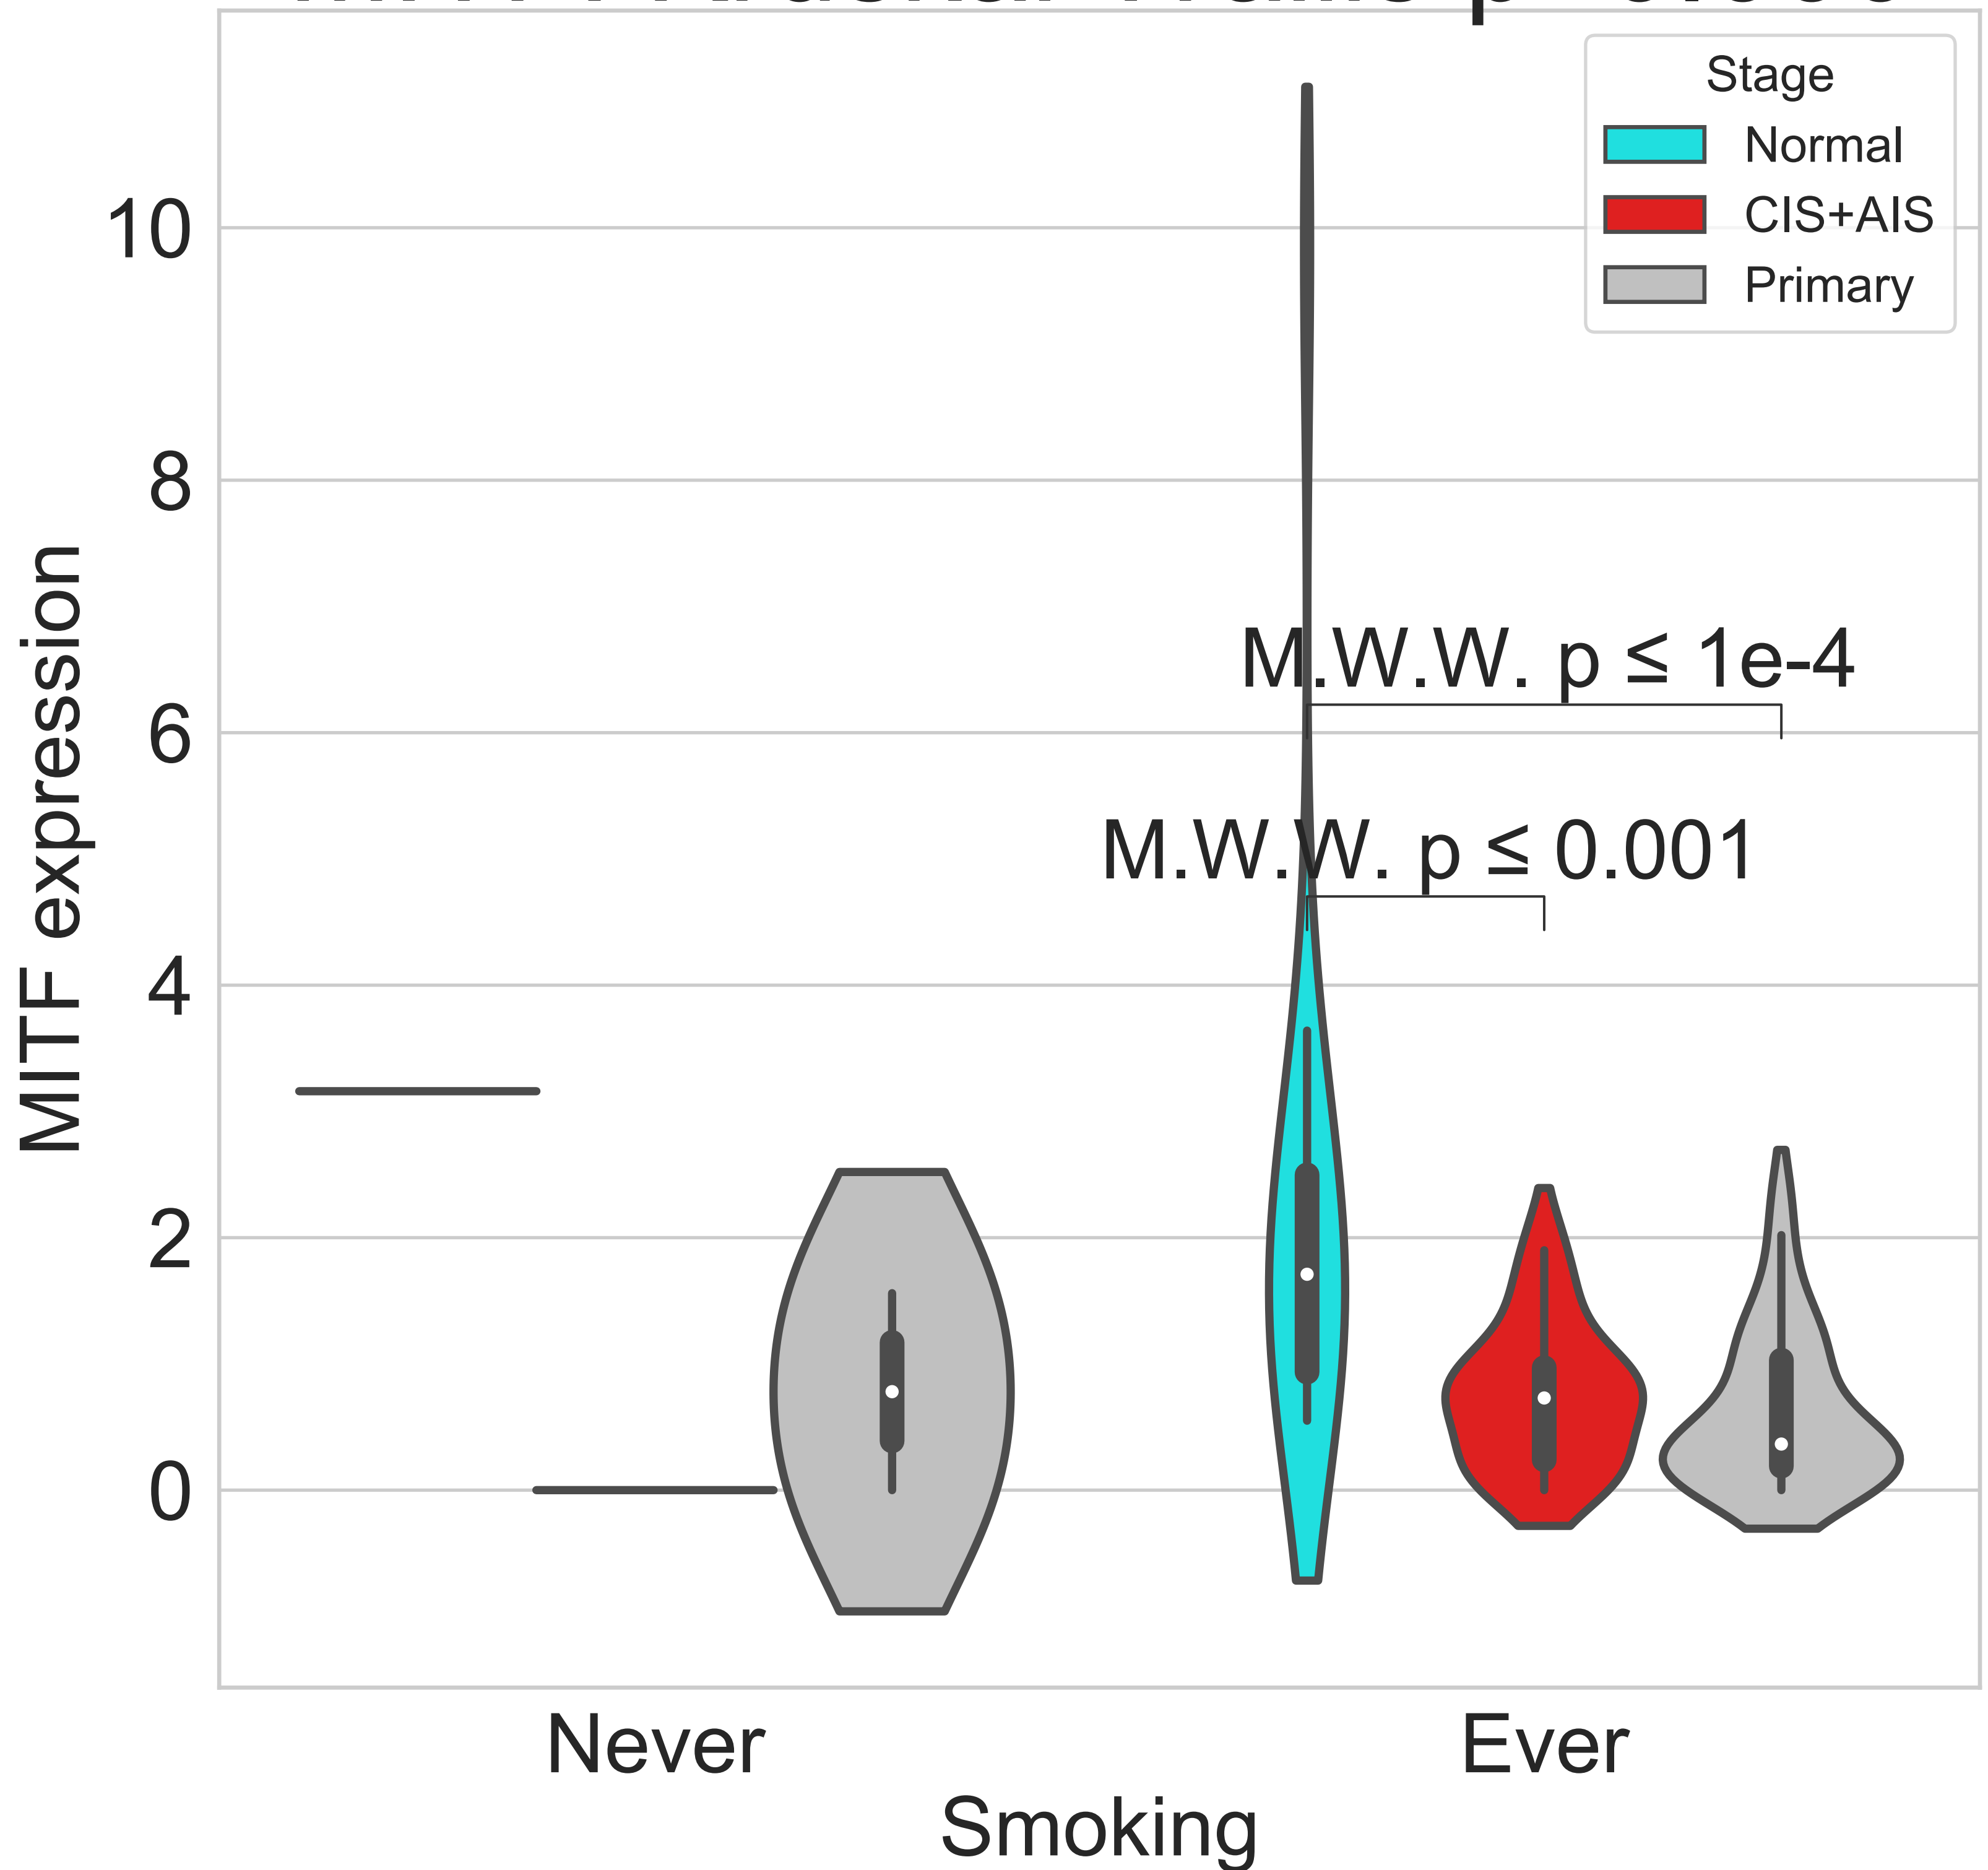 Stage
Normal
CIS+AIS
Primary
10
8
6
4
2
0
MITF expression
M.W.W. p ≤ 1e-4
M.W.W. p ≤ 0.001
Never
Ever
Smoking